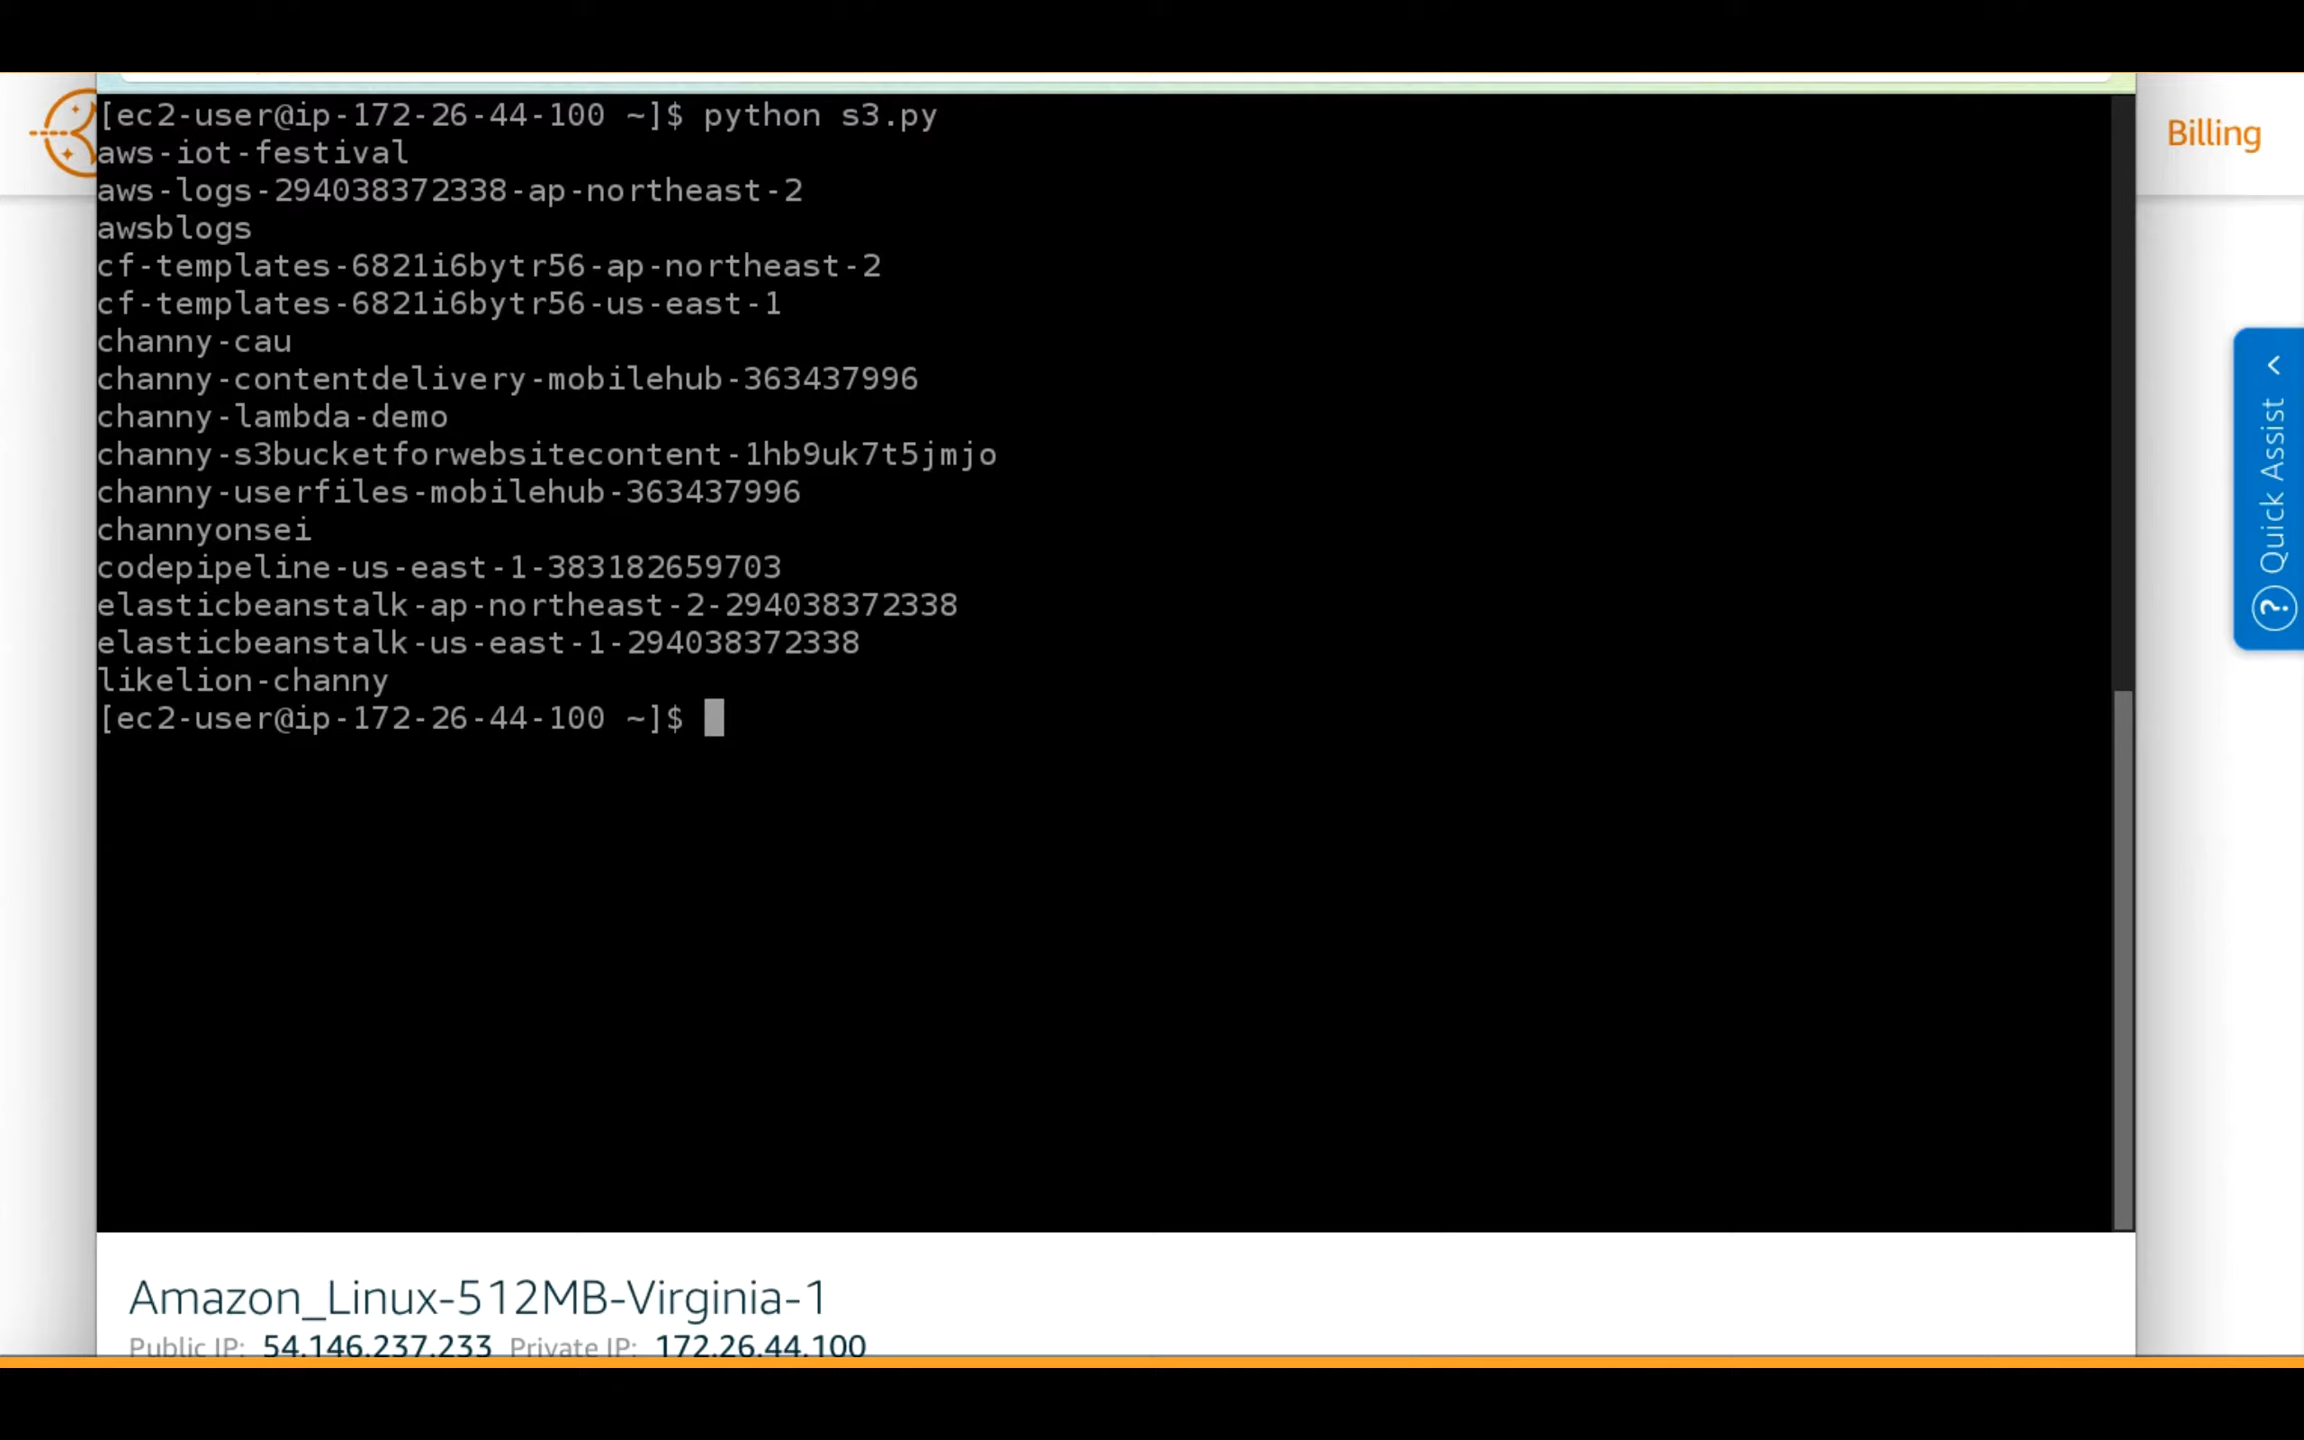 [ec2-user@ip-172-26-44-100 ~]$ python s3.py
aws-iot-festival
aws-logs-294038372338-ap-northeast-2
awsblogs
cf-templates-6821i6bytr56-ap-northeast-2
cf-templates-6821i6bytr56-us-east-1
channy-cau
channy-contentdelivery-mobilehub-363437996
channy-lambda-demo
channy-s3bucketforwebsitecontent-1hb9uk7t5jmjo
channy-userfiles-mobilehub-363437996
channyonsei
codepipeline-us-east-1-383182659703
elasticbeanstalk-ap-northeast-2-294038372338
elasticbeanstalk-us-east-1-294038372338
likelion-channy
[ec2-user@ip-172-26-44-100 ~]$
Billing
? Quick Assist <
Amazon_Linux-512MB-Virginia-1
Public IP: 54.146.237.233 Private IP: 172.26.44.100